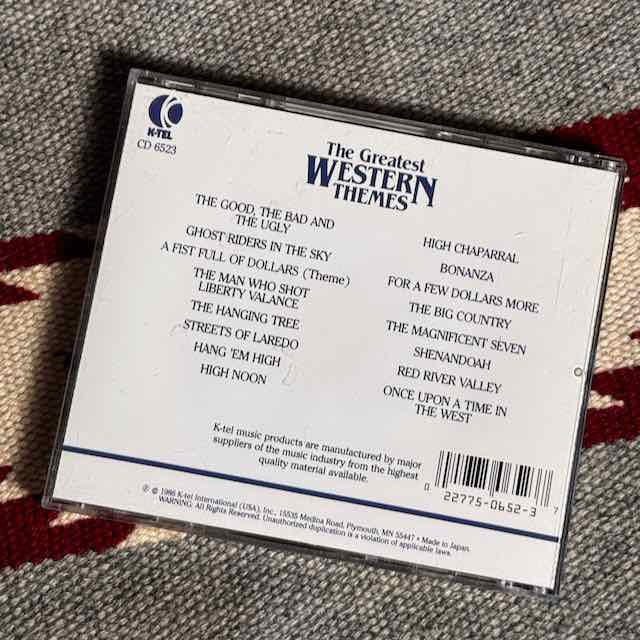 K-TEL
CD 6523
The Greatest
WESTERN
THEMES
THE GOOD, THE BAD AND
THE UGLY
GHOST RIDERS IN THE SKY
A FIST FULL OF DOLLARS (Theme)
THE MAN WHO SHOT
LIBERTY VALANCE
THE HANGING TREE
STREETS OF LAREDO
HANG 'EM HIGH
HIGH NOON
HIGH CHAPARRAL
BONANZA
FOR A FEW DOLLARS MORE
THE BIG COUNTRY
THE MAGNIFICENT SEVEN
SHENANDOAH
RED RIVER VALLEY
ONCE UPON A TIME IN
THE WEST
K-tel music products are manufactured by major
suppliers of the music industry from the highest
quality material available.
0 22775-0652-3 7
℗ © 1986 K-tel International (USA), Inc., 15535 Medina Road, Plymouth, MN 55447 • Made in Japan.
WARNING: All Rights Reserved. Unauthorized duplication is a violation of applicable laws.